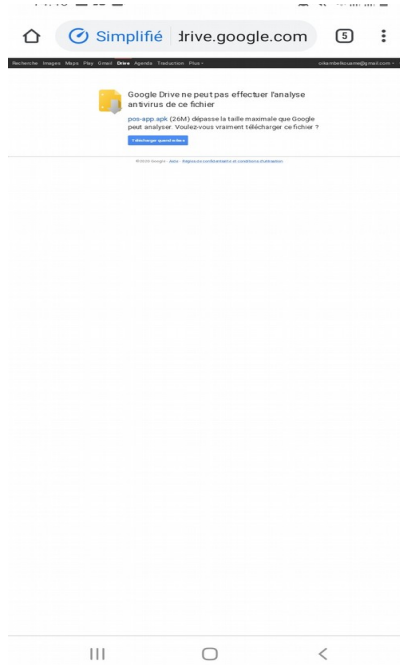 Simplifié drive.google.com 5
Recherche Images Maps Play Gmail Drive Agenda Traduction Plus
Google Drive ne peut pas effectuer l'analyse
antivirus de ce fichier
pos-app.apk (26M) dépasse la taille maximale que Google
peut analyser. Voulez-vous vraiment télécharger ce fichier ?
Télécharger quand même